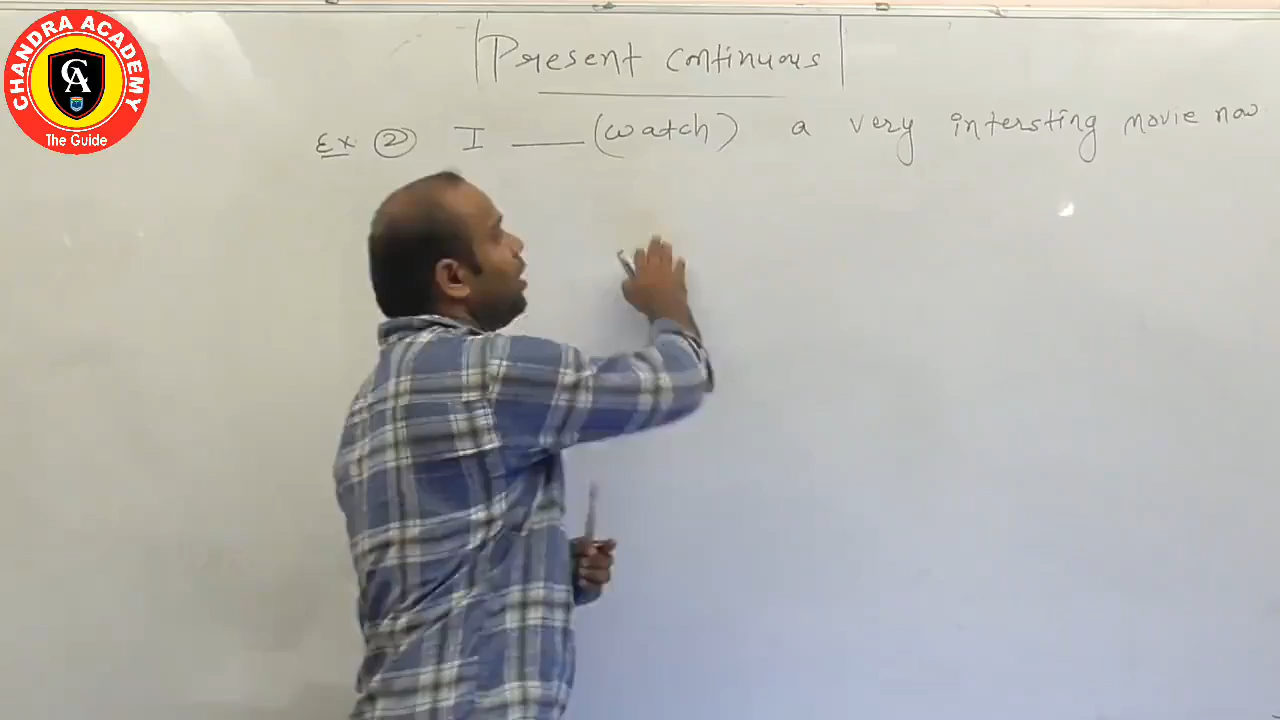 CHANDRA ACADEMY
CA
The Guide
Present continuous
Ex ② I ___ (watch) a very intersting movie now